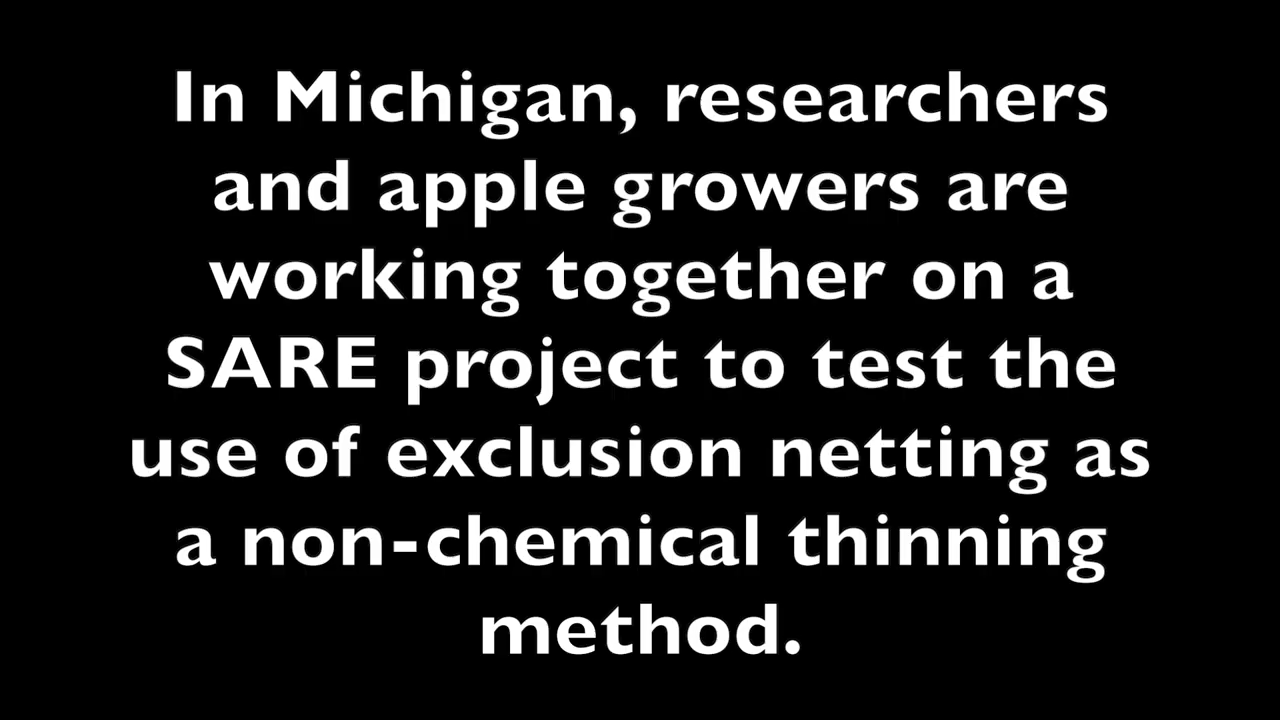 In Michigan, researchers
and apple growers are
working together on a
SARE project to test the
use of exclusion netting as
a non-chemical thinning
method.